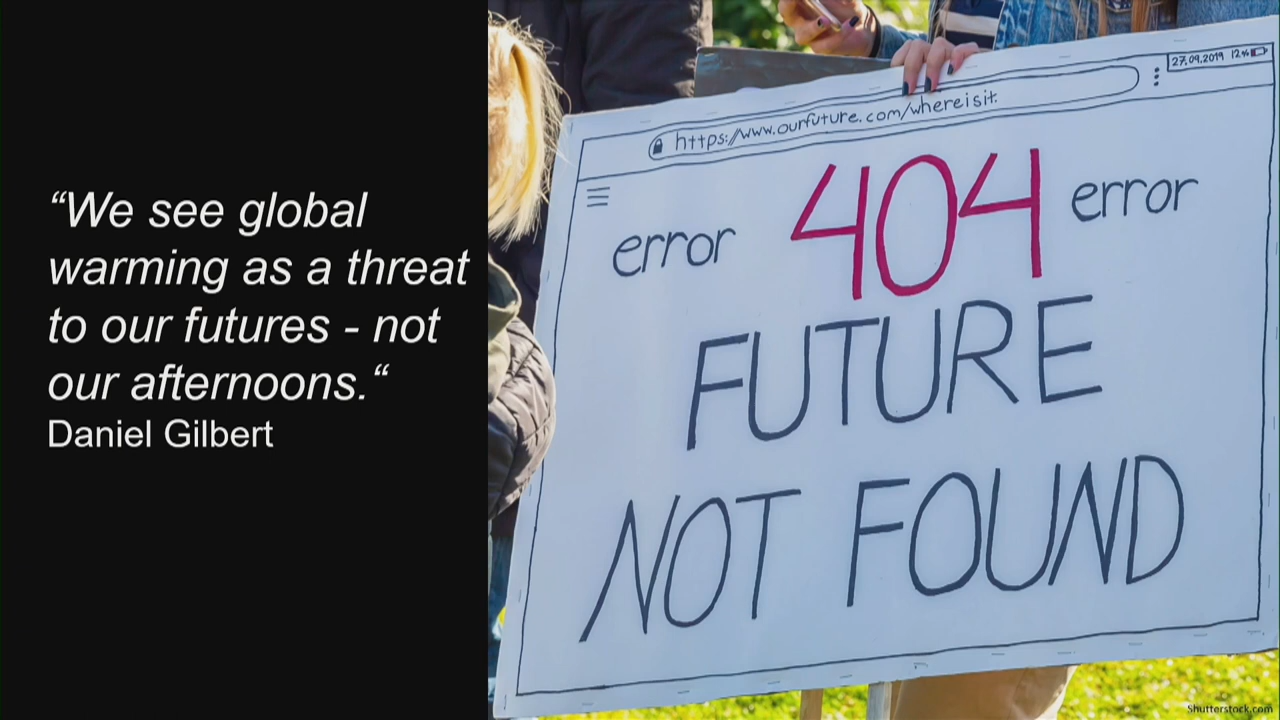 “We see global
warming as a threat
to our futures - not
our afternoons.“
Daniel Gilbert
27.09.2019 12%
https://www.ourfuture.com/whereisit.
error 404 error
FUTURE
NOT FOUND
Shutterstock.com